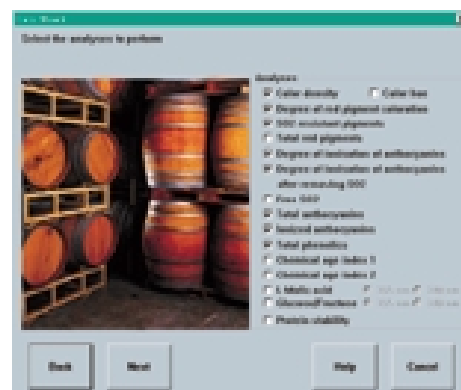 Select the analyses to perform
Analyses
Color density Color hue
Degree of red pigment coloration
SO2 resistant pigments
Total red pigments
Degree of ionization of anthocyanins
Degree of ionization of anthocyanins
after removing SO2
Free SO2
Total anthocyanins
Ionized anthocyanins
Total phenolics
Chemical age index 1
Chemical age index 2
L-Malic acid
Glucose/Fructose
Protein stability
Back Next Help Cancel